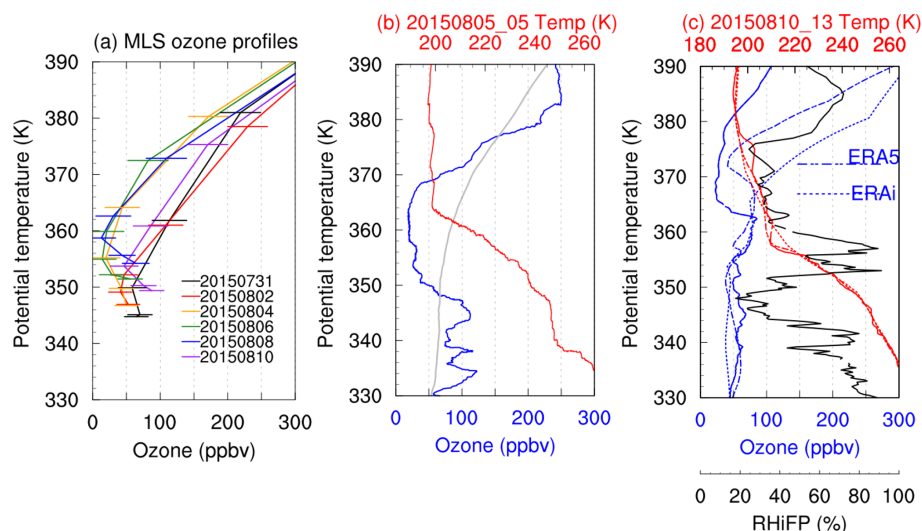 (a) MLS ozone profiles
Potential temperature (K)
390
380
370
360
350
340
330
20150731
20150802
20150804
20150806
20150808
20150810
0 100 200 300
Ozone (ppbv)
(b) 20150805_05 Temp (K)
200 220 240 260
Potential temperature (K)
390
380
370
360
350
340
330
0 100 200 300
Ozone (ppbv)
(c) 20150810_13 Temp (K)
180 200 220 240 260
Potential temperature (K)
390
380
370
360
350
340
330
ERA5
ERAi
0 100 200 300
Ozone (ppbv)
0 20 40 60 80 100
RHiFP (%)